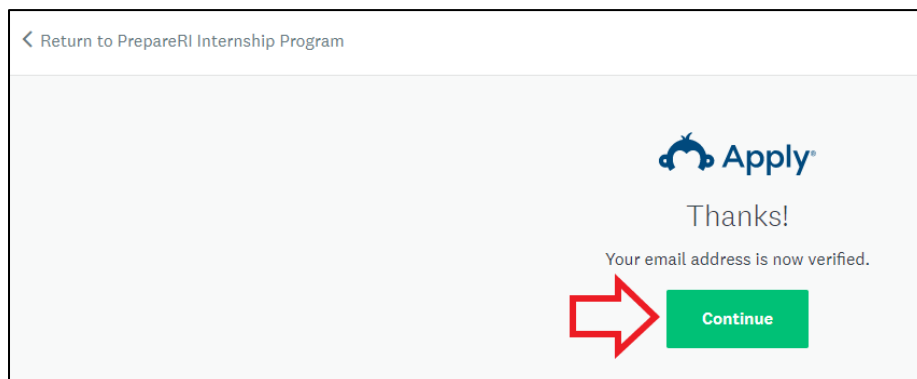 Return to PrepareRI Internship Program
Apply®
Thanks!
Your email address is now verified.
Continue